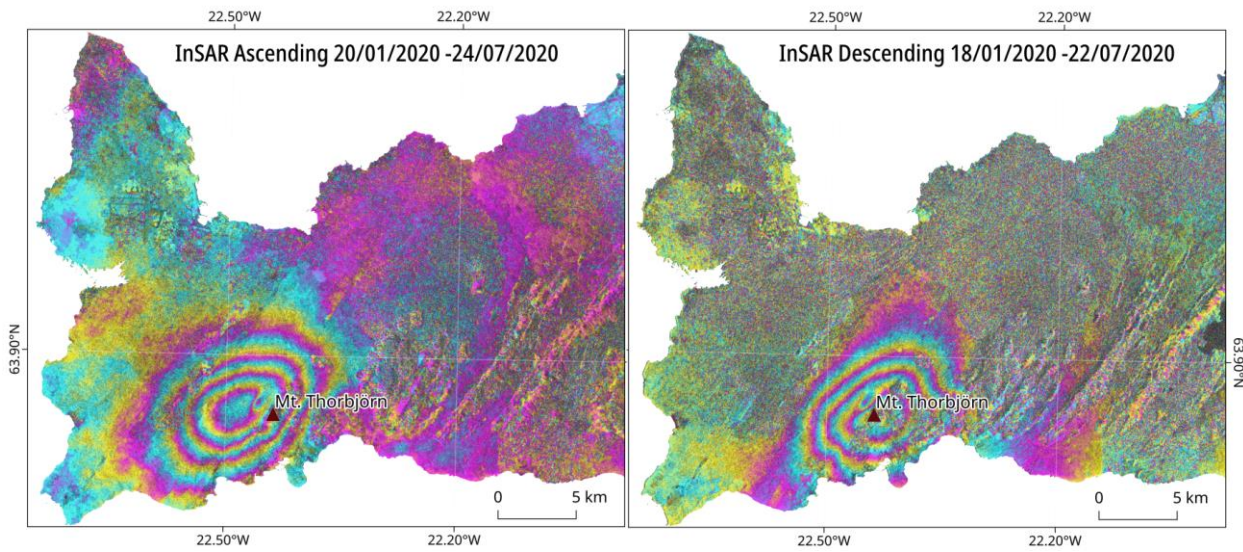 22.50°W 22.20°W
InSAR Ascending 20/01/2020 -24/07/2020
63.90°N
Mt. Thorbjörn
0 5 km
22.50°W 22.20°W
22.50°W 22.20°W
InSAR Descending 18/01/2020 -22/07/2020
63.90°N
Mt. Thorbjörn
0 5 km
22.50°W 22.20°W